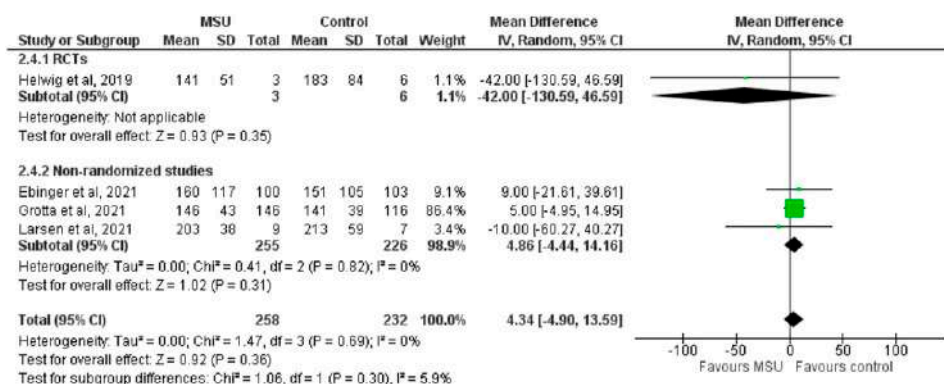 MSU Control Mean Difference Mean Difference
Study or Subgroup Mean SD Total Mean SD Total Weight IV, Random, 95% CI IV, Random, 95% CI
2.4.1 RCTs
Helwig et al, 2019 141 51 3 183 84 6 1.1% -42.00 [-130.59, 46.59]
Subtotal (95% CI) 3 6 1.1% -42.00 [-130.59, 46.59]
Heterogeneity: Not applicable
Test for overall effect: Z = 0.93 (P = 0.35)
2.4.2 Non-randomized studies
Ebinger et al, 2021 160 117 100 151 105 103 9.1% 9.00 [-21.61, 39.61]
Grotta et al, 2021 146 43 146 141 39 116 86.4% 5.00 [-4.95, 14.95]
Larsen et al, 2021 203 38 9 213 59 7 3.4% -10.00 [-60.27, 40.27]
Subtotal (95% CI) 255 226 98.9% 4.86 [-4.44, 14.16]
Heterogeneity: Tau² = 0.00; Chi² = 0.41, df = 2 (P = 0.82); I² = 0%
Test for overall effect: Z = 1.02 (P = 0.31)
Total (95% CI) 258 232 100.0% 4.34 [-4.90, 13.59]
Heterogeneity: Tau² = 0.00; Chi² = 1.47, df = 3 (P = 0.69); I² = 0%
Test for overall effect: Z = 0.92 (P = 0.36)
Test for subgroup differences: Chi² = 1.06, df = 1 (P = 0.30), I² = 5.9%
-100 -50 0 50 100
Favours MSU Favours control